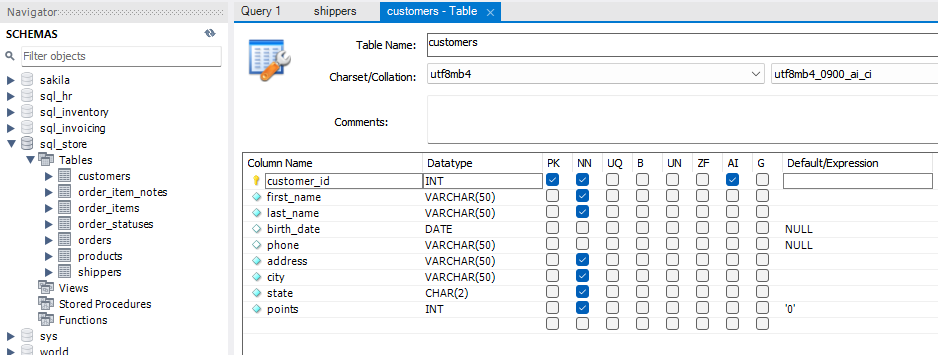 Navigator
SCHEMAS
Filter objects
sakila
sql_hr
sql_inventory
sql_invoicing
sql_store
Tables
customers
order_item_notes
order_items
order_statuses
orders
products
shippers
Views
Stored Procedures
Functions
sys
world
Query 1 shippers customers - Table
Table Name: customers
Charset/Collation: utf8mb4 utf8mb4_0900_ai_ci
Comments:
Column Name Datatype PK NN UQ B UN ZF AI G Default/Expression
customer_id INT
first_name VARCHAR(50)
last_name VARCHAR(50)
birth_date DATE NULL
phone VARCHAR(50) NULL
address VARCHAR(50)
city VARCHAR(50)
state CHAR(2)
points INT '0'